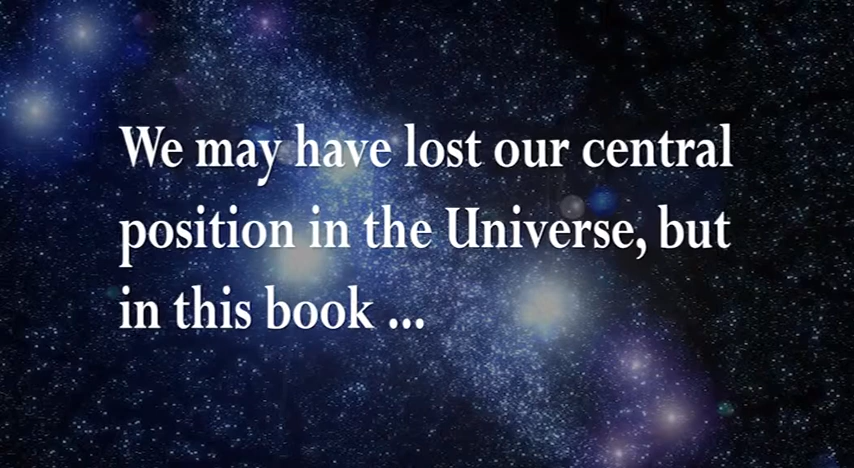 We may have lost our central
position in the Universe, but
in this book ...